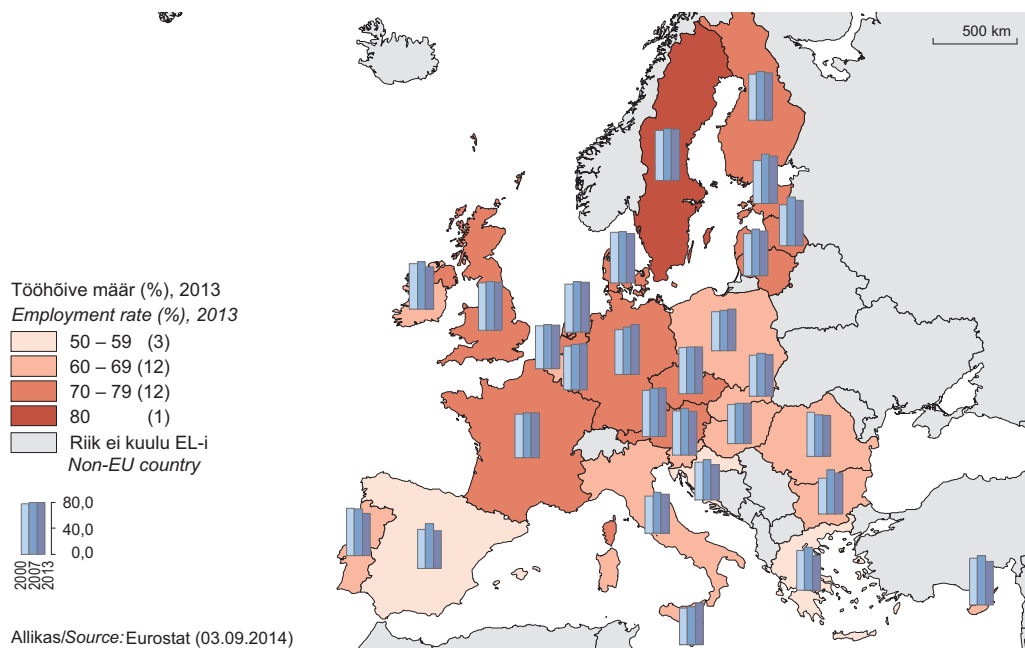 500 km
Tööhõive määr (%), 2013
Employment rate (%), 2013
50 – 59 (3)
60 – 69 (12)
70 – 79 (12)
80 (1)
Riik ei kuulu EL-i
Non-EU country
80,0
40,0
0,0
2000
2007
2013
Allikas/Source: Eurostat (03.09.2014)